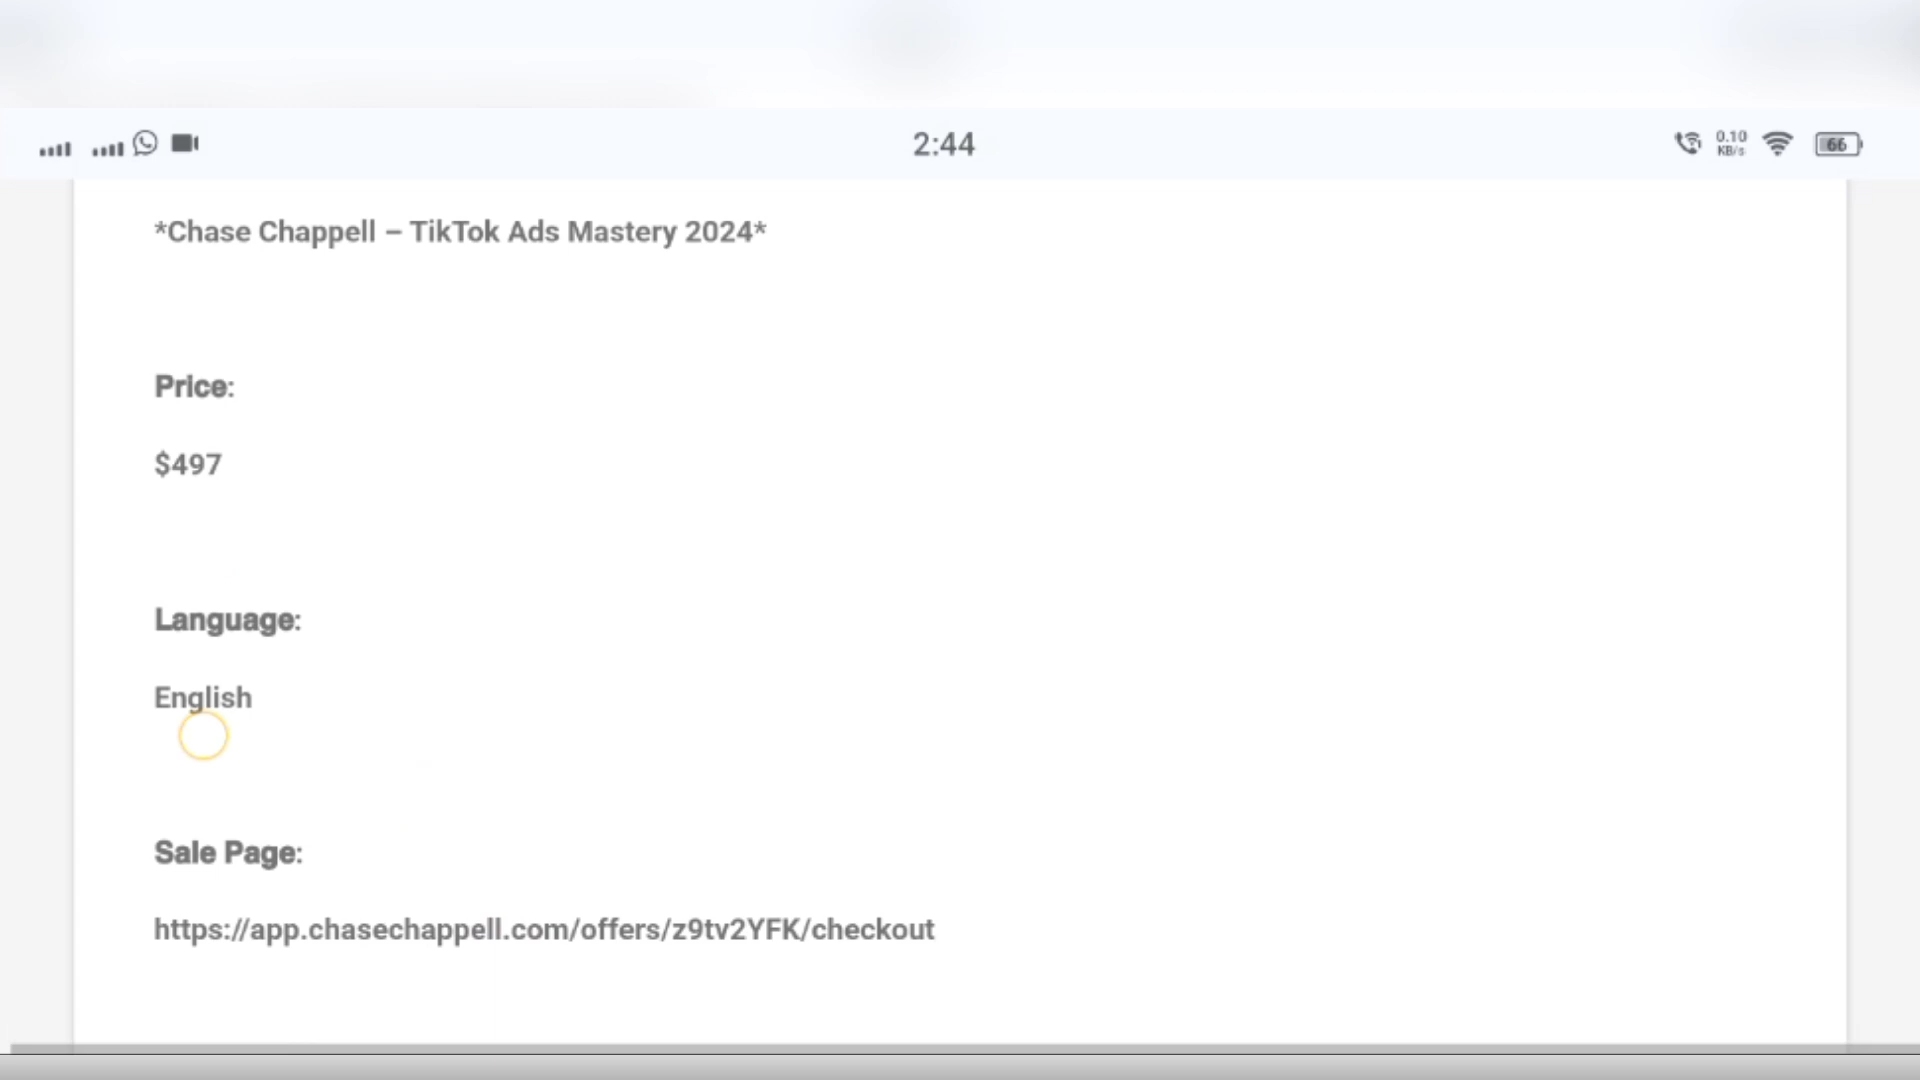 2:44
0.10
KB/s
66
*Chase Chappell – TikTok Ads Mastery 2024*
Price:
$497
Language:
English
Sale Page:
https://app.chasechappell.com/offers/z9tv2YFK/checkout